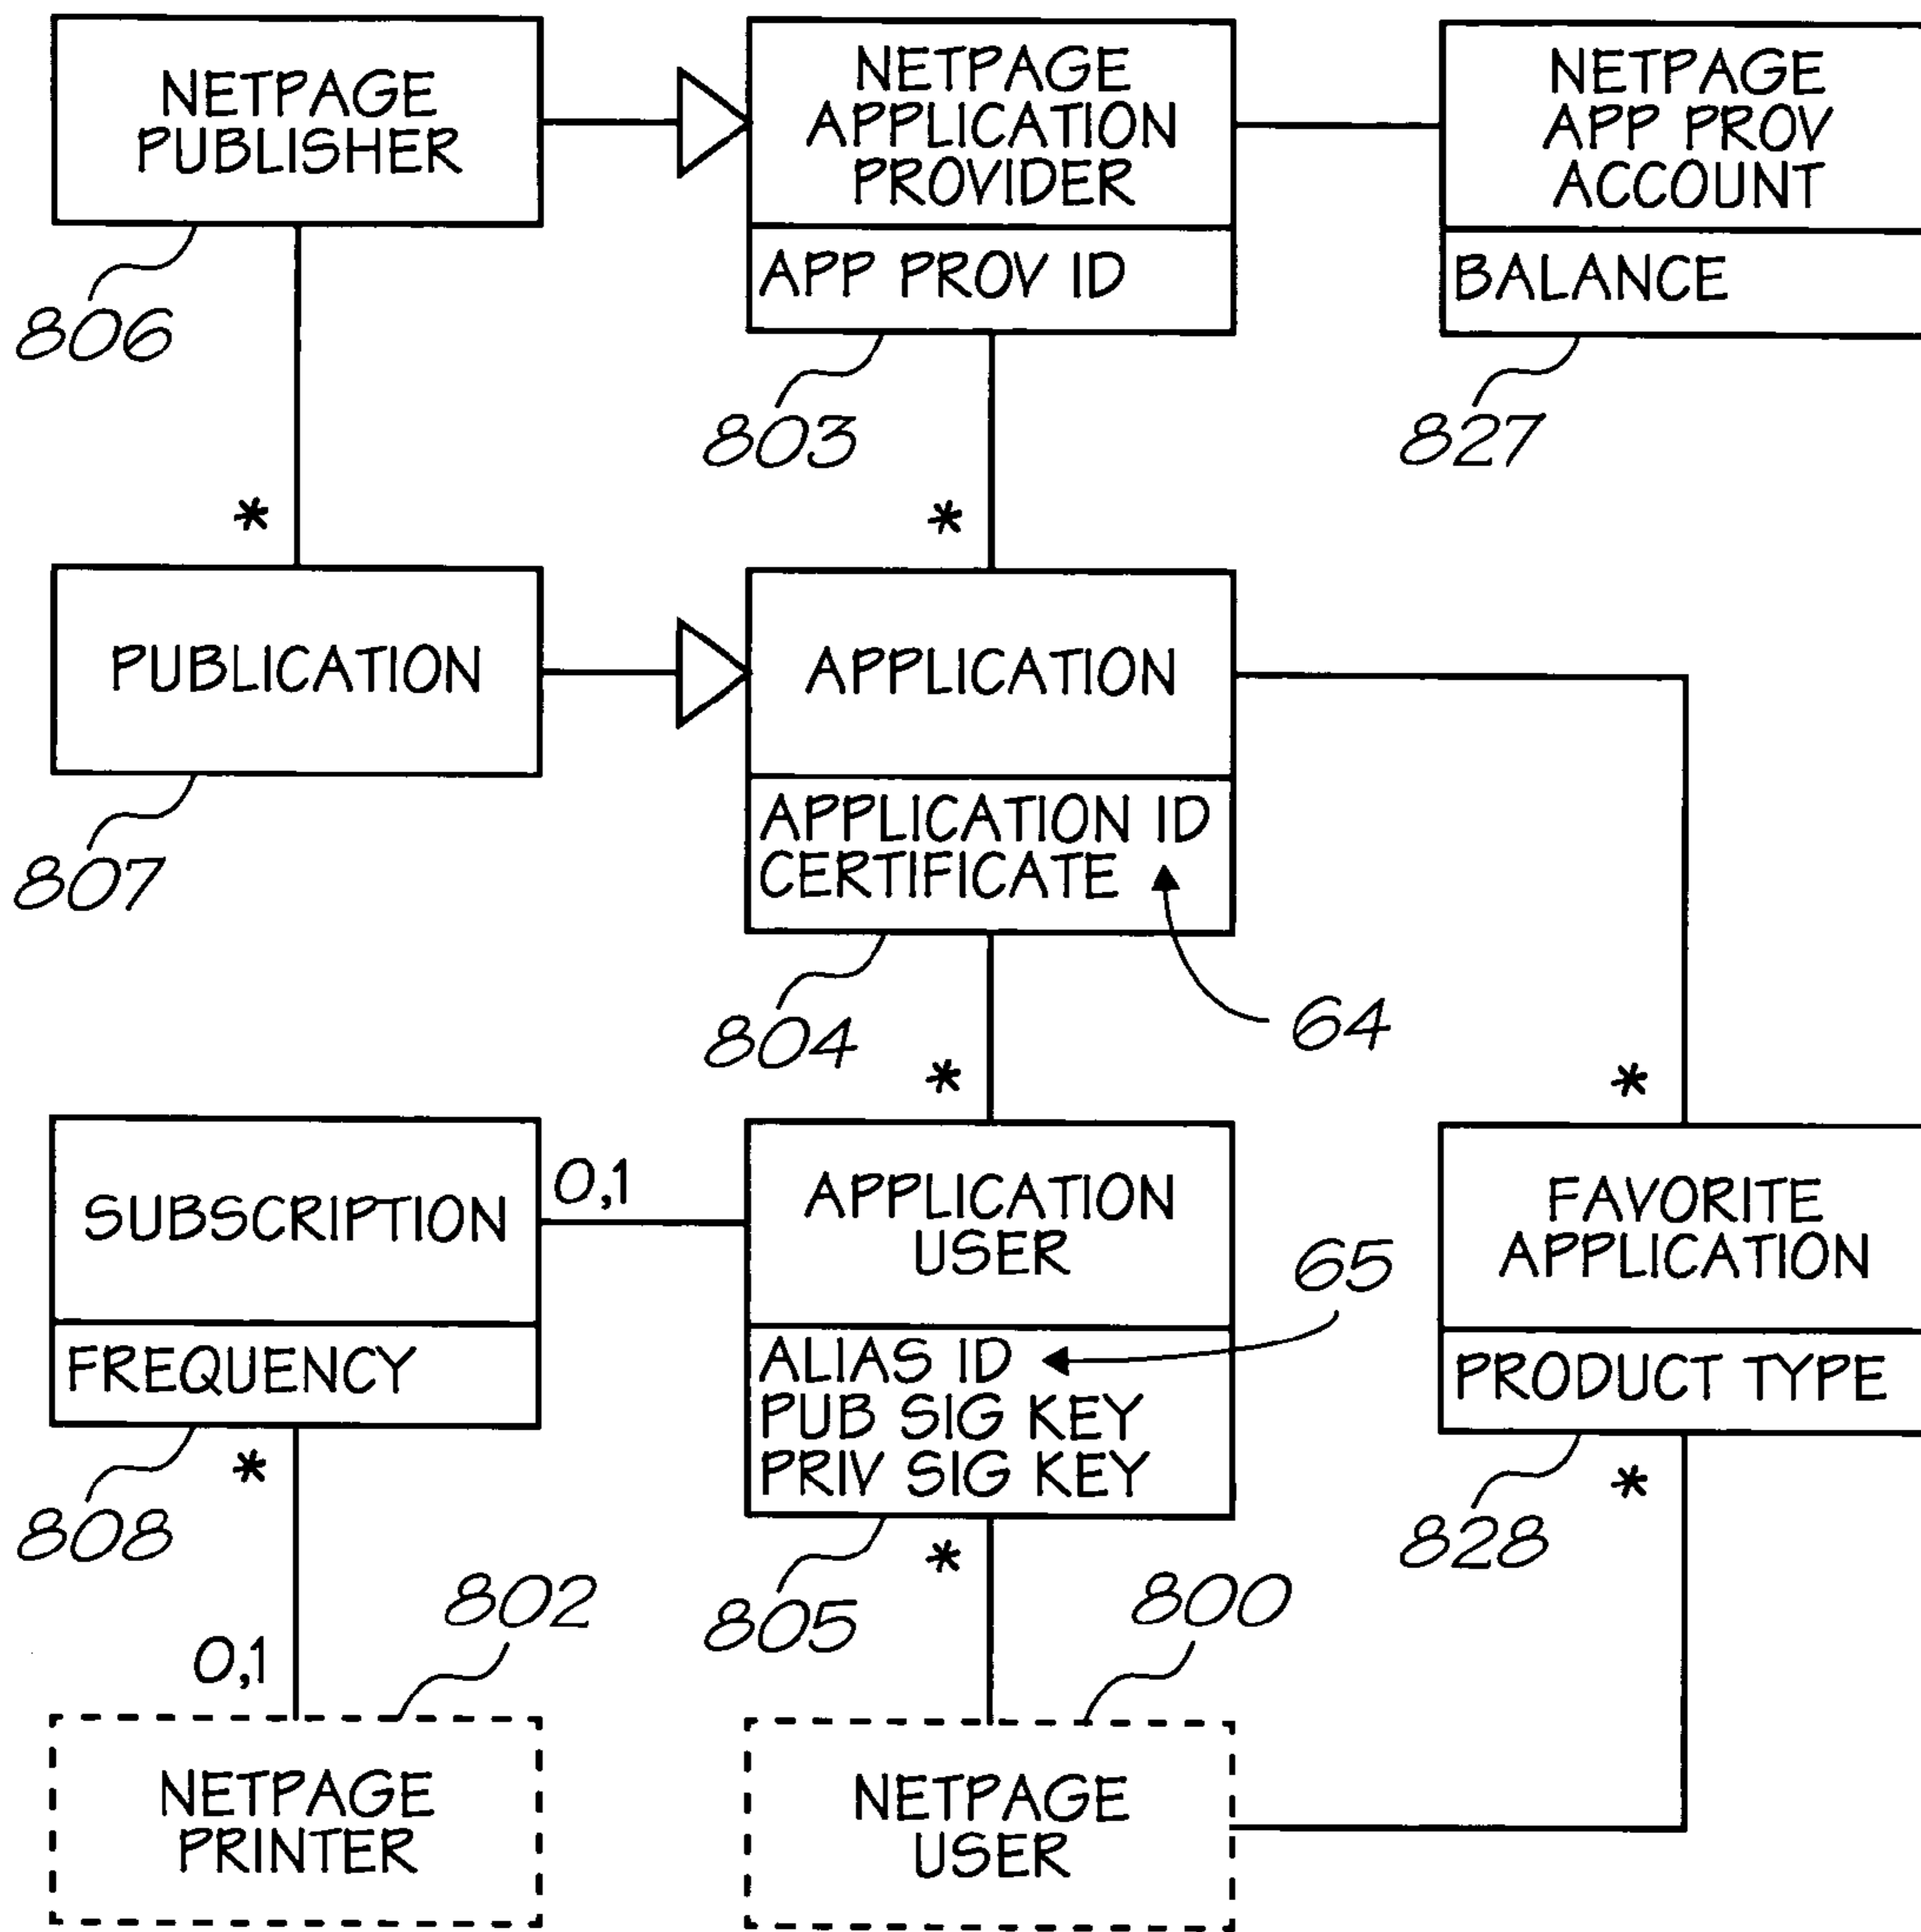 NETPAGE
PUBLISHER
NETPAGE
APPLICATION
PROVIDER
APP PROV ID
NETPAGE
APP PROV
ACCOUNT
BALANCE
806
803
827
*
*
PUBLICATION
APPLICATION
APPLICATION ID
CERTIFICATE
807
804
64
*
*
SUBSCRIPTION
FREQUENCY
0,1
APPLICATION
USER
ALIAS ID
PUB SIG KEY
PRIV SIG KEY
65
FAVORITE
APPLICATION
PRODUCT TYPE
*
*
*
808
805
828
802
800
0,1
NETPAGE
PRINTER
NETPAGE
USER